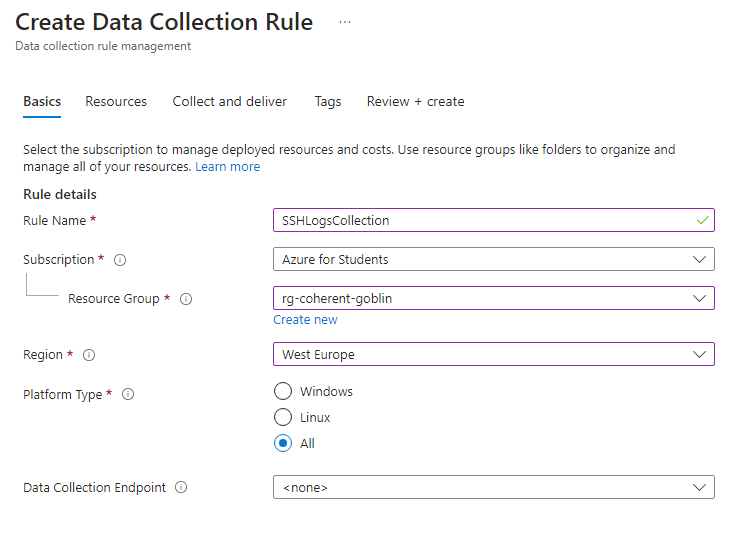 Create Data Collection Rule ...
Data collection rule management
Basics Resources Collect and deliver Tags Review + create
Select the subscription to manage deployed resources and costs. Use resource groups like folders to organize and
manage all of your resources. Learn more
Rule details
Rule Name * SSHLogsCollection
Subscription * Azure for Students
Resource Group * rg-coherent-goblin
Create new
Region * West Europe
Platform Type * Windows
Linux
All
Data Collection Endpoint <none>